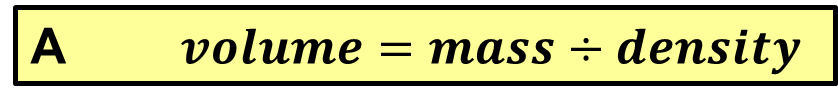 A volume = mass ÷ density